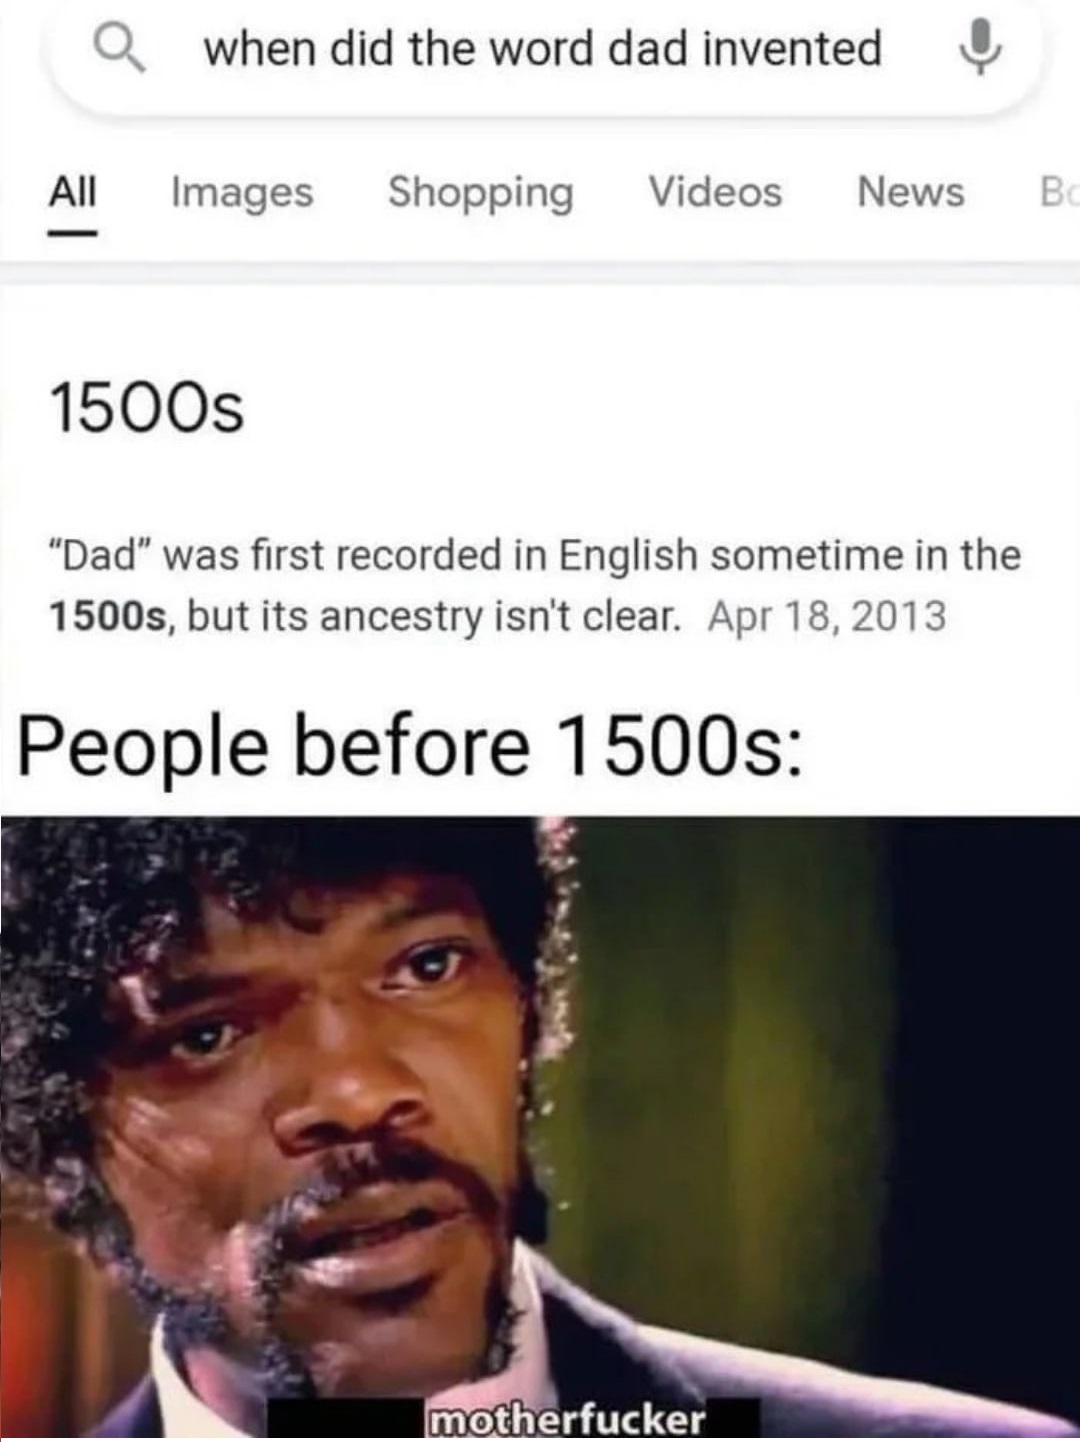 when did the word dad invented
All Images Shopping Videos News
1500s
“Dad” was first recorded in English sometime in the
1500s, but its ancestry isn't clear. Apr 18, 2013
People before 1500s:
motherfucker